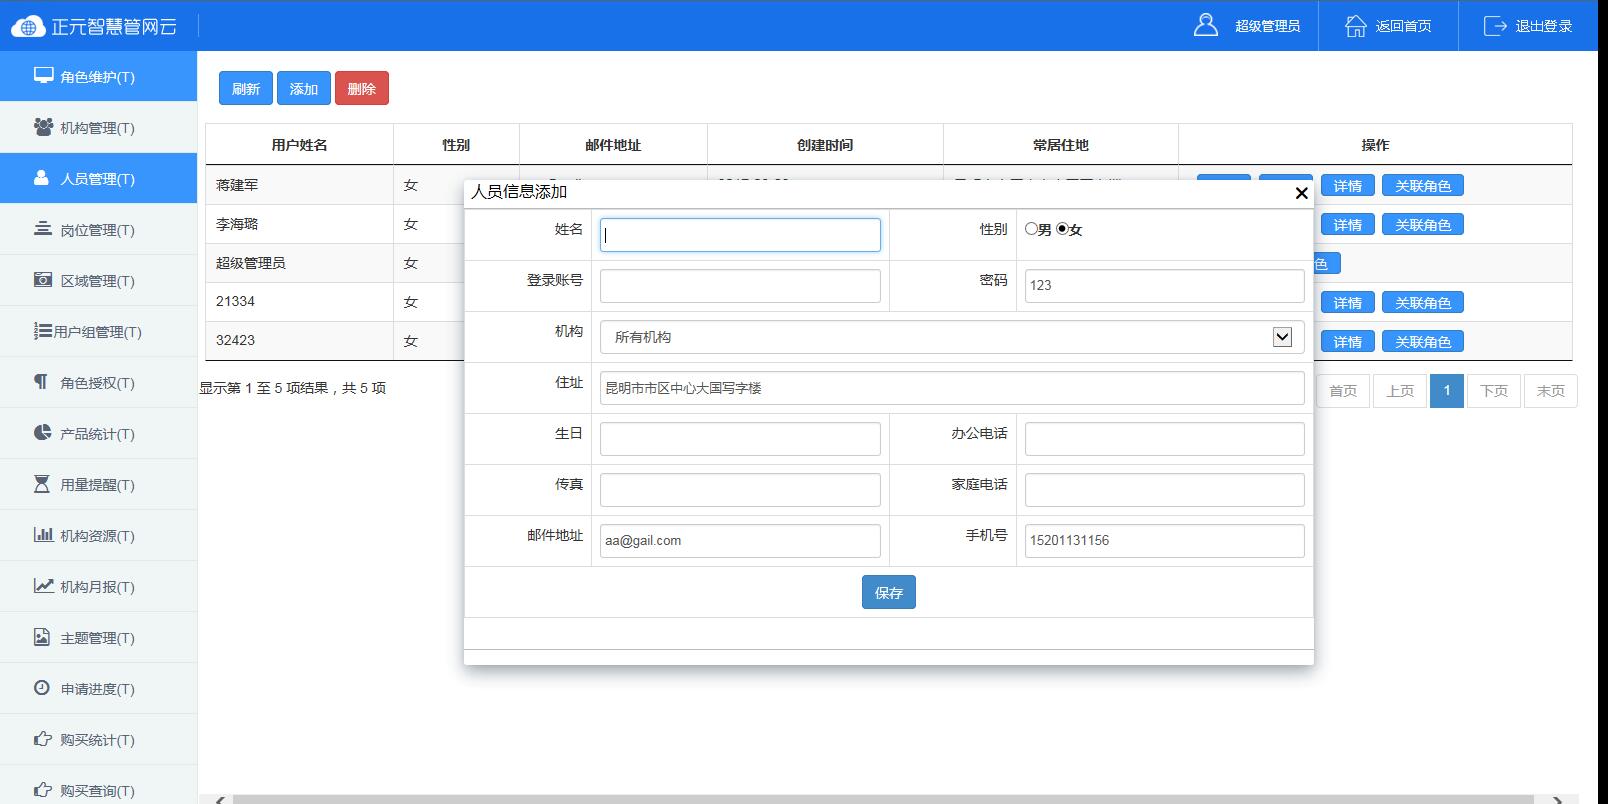 正元智慧管网云
超级管理员
返回首页
退出登录
角色维护(T)
机构管理(T)
人员管理(T)
岗位管理(T)
区域管理(T)
用户组管理(T)
角色授权(T)
产品统计(T)
用量提醒(T)
机构资源(T)
机构月报(T)
主题管理(T)
申请进度(T)
购买统计(T)
购买查询(T)
刷新 添加 删除
用户姓名 性别 邮件地址 创建时间 常居住地 操作
蒋建军 女 详情 关联角色
李海璐 女 详情 关联角色
超级管理员 女 色
21334 女 详情 关联角色
32423 女 详情 关联角色
显示第 1 至 5 项结果，共 5 项
首页 上页 1 下页 末页
人员信息添加
姓名 性别 男 女
登录账号 密码 123
机构 所有机构
住址 昆明市市区中心大国写字楼
生日 办公电话
传真 家庭电话
邮件地址 aa@gail.com 手机号 15201131156
保存